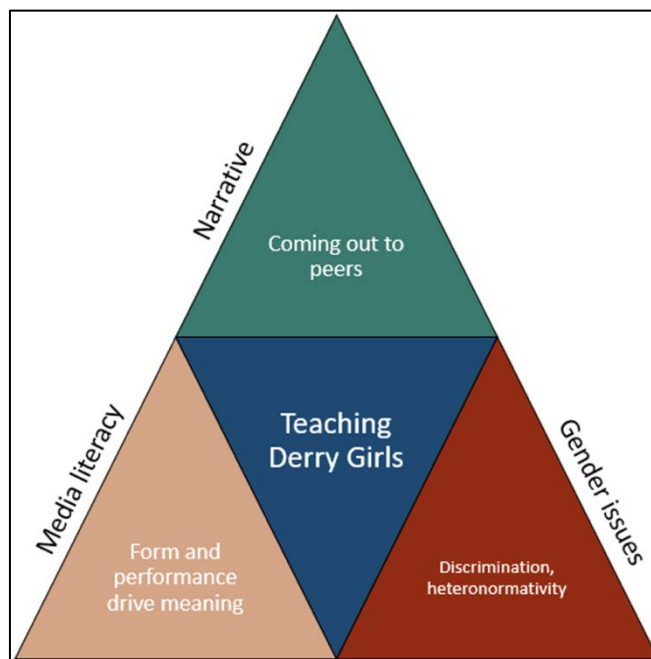 Narrative
Coming out to
peers
Media literacy
Teaching
Derry Girls
Gender issues
Form and
performance
drive meaning
Discrimination,
heteronormativity